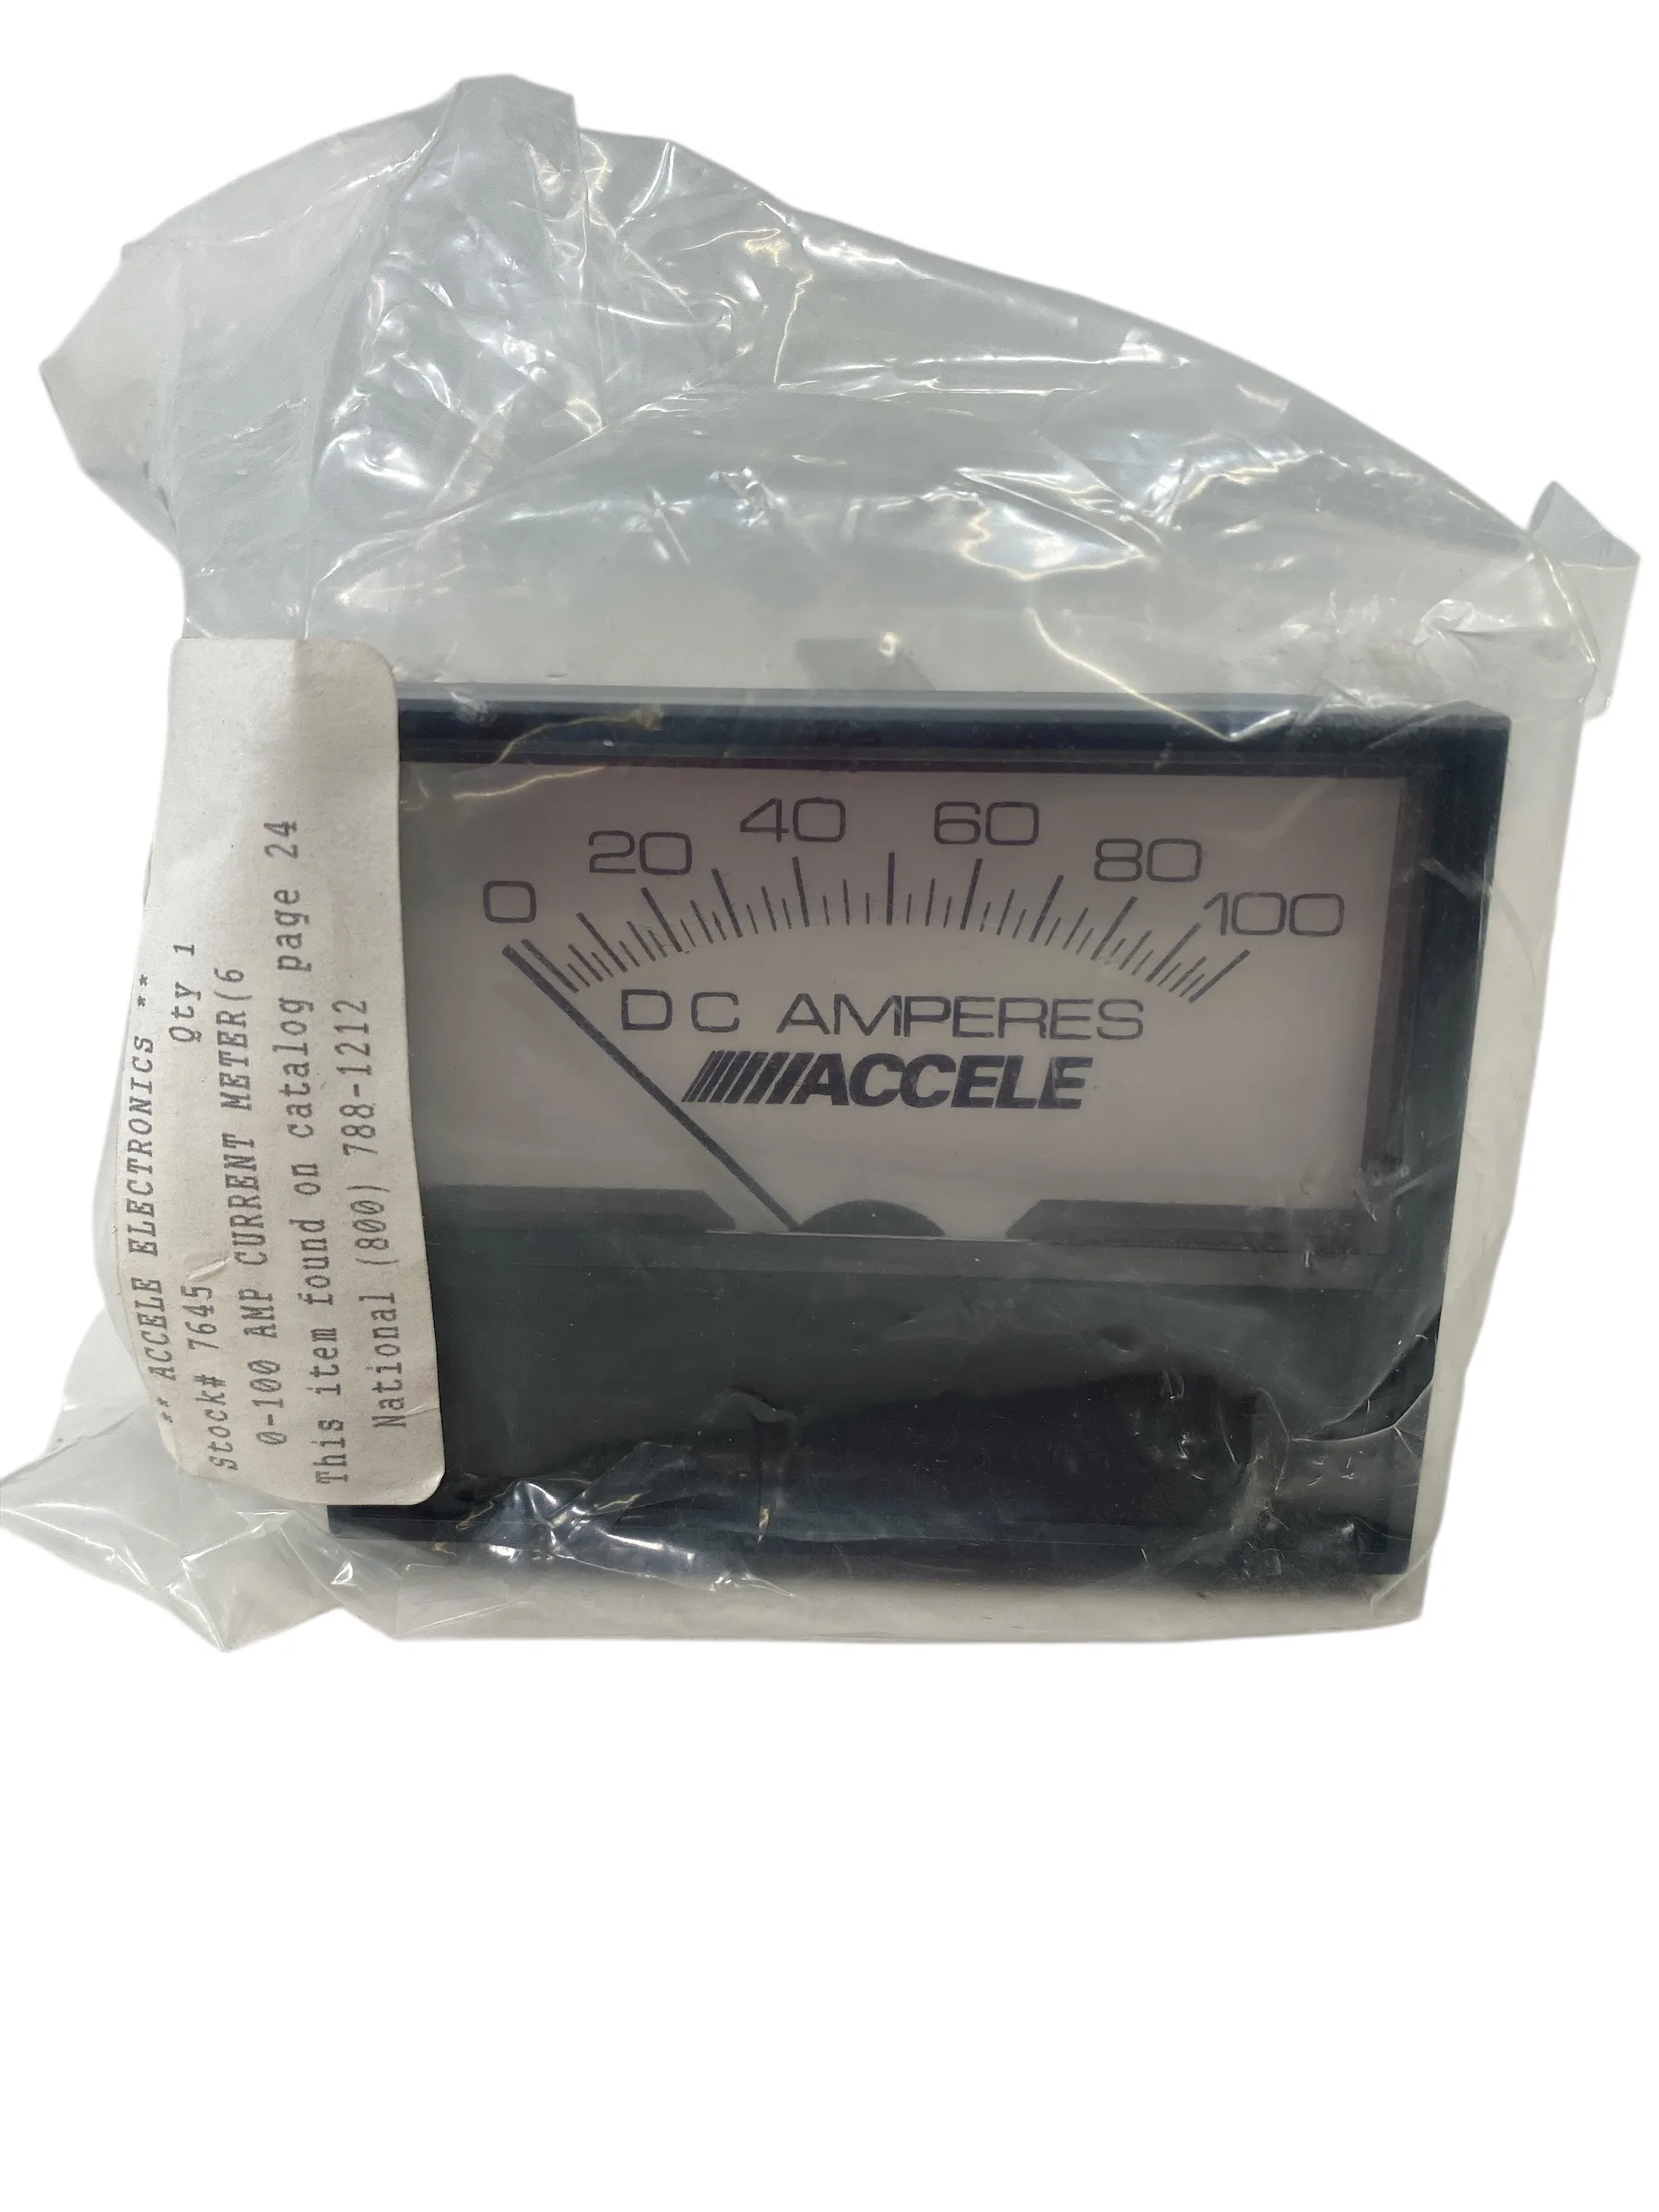 ** ACCELE ELECTRONICS **
Stock# 7645 Qty 1
0-100 AMP CURRENT METER(6
This item found on catalog page 24
National (800) 788-1212
0 20 40 60 80 100
DC AMPERES
ACCELE